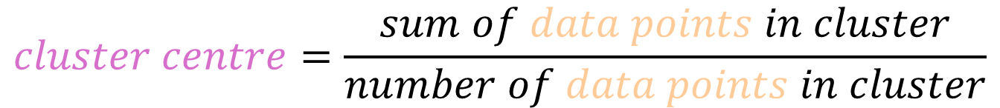 sum of data points in cluster
cluster centre =
number of data points in cluster